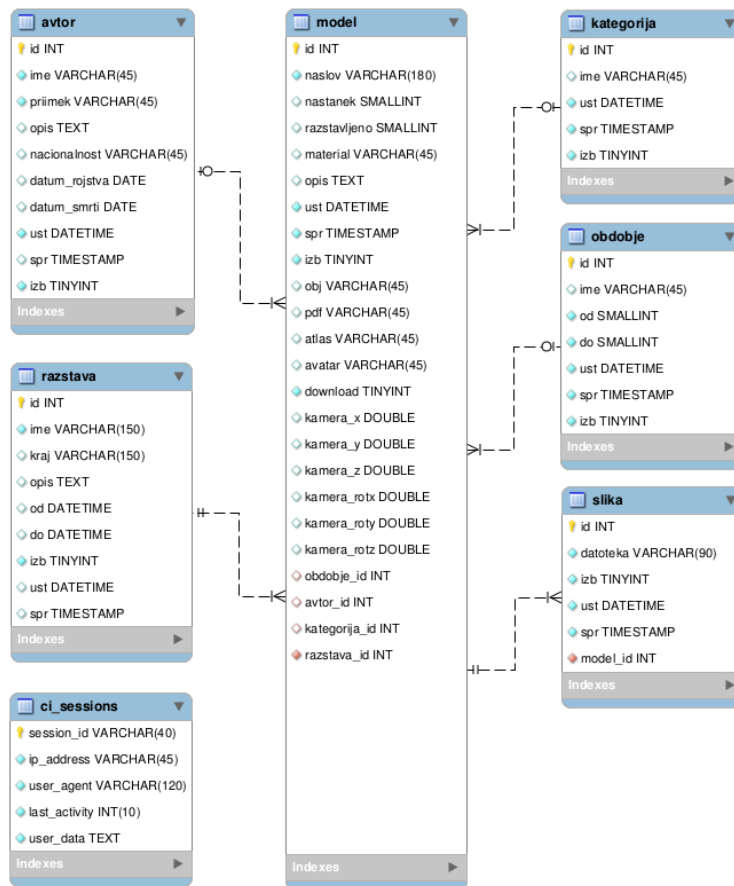 avtor
id INT
ime VARCHAR(45)
priimek VARCHAR(45)
opis TEXT
nacionalnost VARCHAR(45)
datum_rojstva DATE
datum_smrti DATE
ust DATETIME
spr TIMESTAMP
izb TINYINT
Indexes
razstava
id INT
ime VARCHAR(150)
kraj VARCHAR(150)
opis TEXT
od DATETIME
do DATETIME
izb TINYINT
ust DATETIME
spr TIMESTAMP
Indexes
ci_sessions
session_id VARCHAR(40)
ip_address VARCHAR(45)
user_agent VARCHAR(120)
last_activity INT(10)
user_data TEXT
Indexes
model
id INT
naslov VARCHAR(180)
nastanek SMALLINT
razstavljeno SMALLINT
material VARCHAR(45)
opis TEXT
ust DATETIME
spr TIMESTAMP
izb TINYINT
obj VARCHAR(45)
pdf VARCHAR(45)
atlas VARCHAR(45)
avatar VARCHAR(45)
download TINYINT
kamera_x DOUBLE
kamera_y DOUBLE
kamera_z DOUBLE
kamera_rotx DOUBLE
kamera_roty DOUBLE
kamera_rotz DOUBLE
obdobje_id INT
avtor_id INT
kategorija_id INT
razstava_id INT
Indexes
kategorija
id INT
ime VARCHAR(45)
ust DATETIME
spr TIMESTAMP
izb TINYINT
Indexes
obdobje
id INT
ime VARCHAR(45)
od SMALLINT
do SMALLINT
ust DATETIME
spr TIMESTAMP
izb TINYINT
Indexes
slika
id INT
datoteka VARCHAR(90)
izb TINYINT
ust DATETIME
spr TIMESTAMP
model_id INT
Indexes